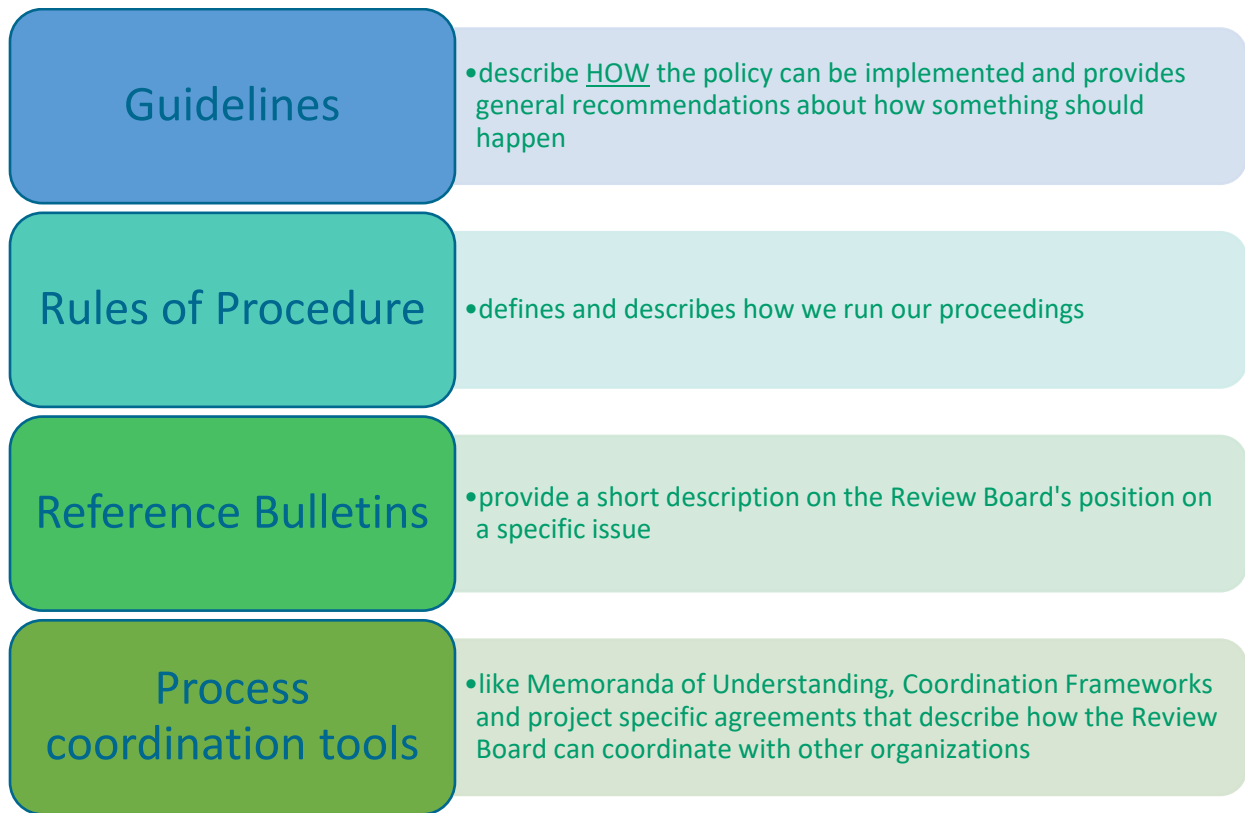 Guidelines
•describe HOW the policy can be implemented and provides
general recommendations about how something should
happen
Rules of Procedure
•defines and describes how we run our proceedings
Reference Bulletins
•provide a short description on the Review Board's position on
a specific issue
Process
coordination tools
•like Memoranda of Understanding, Coordination Frameworks
and project specific agreements that describe how the Review
Board can coordinate with other organizations